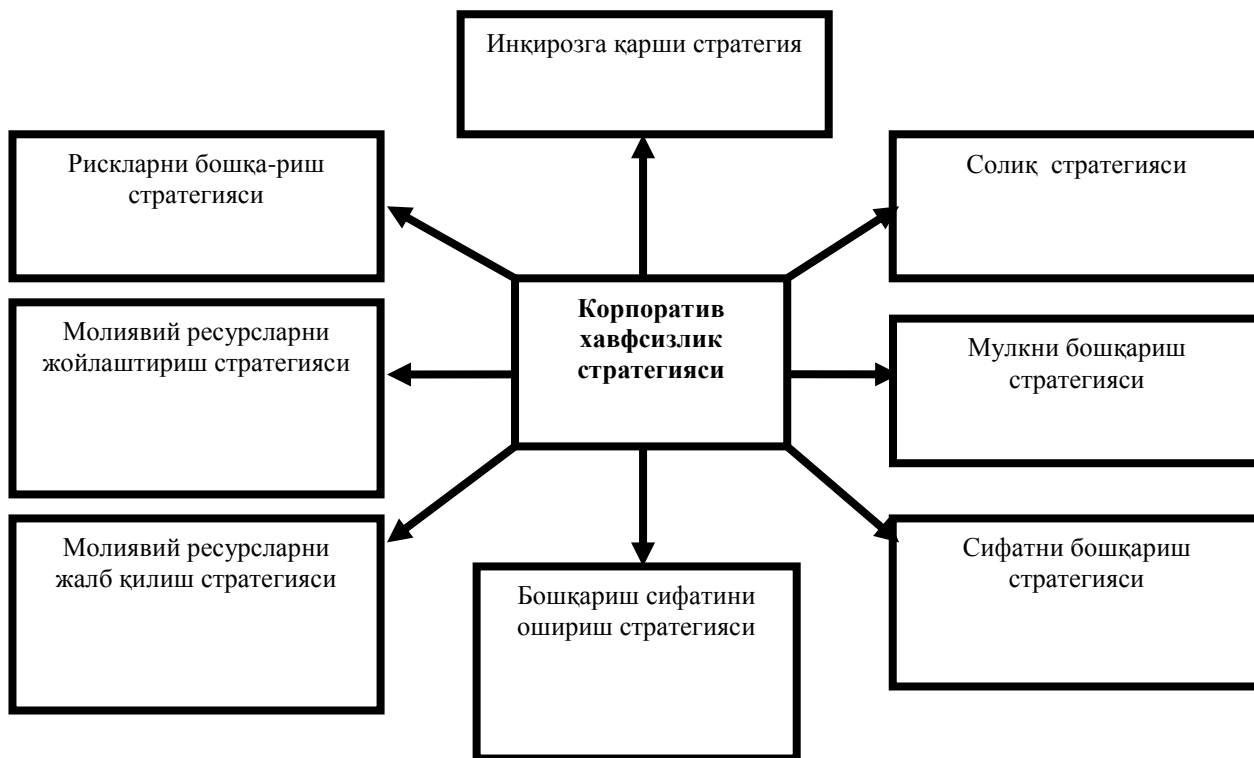 Инқирозга қарши стратегия
Рискларни бошқа-риш
стратегияси
Солиқ  стратегияси
Корпоратив
хавфсизлик
стратегияси
Молиявий ресурсларни
жойлаштириш стратегияси
Мулкни бошқариш
стратегияси
Молиявий ресурсларни
жалб қилиш стратегияси
Бошқариш сифатини
ошириш стратегияси
Сифатни бошқариш
стратегияси